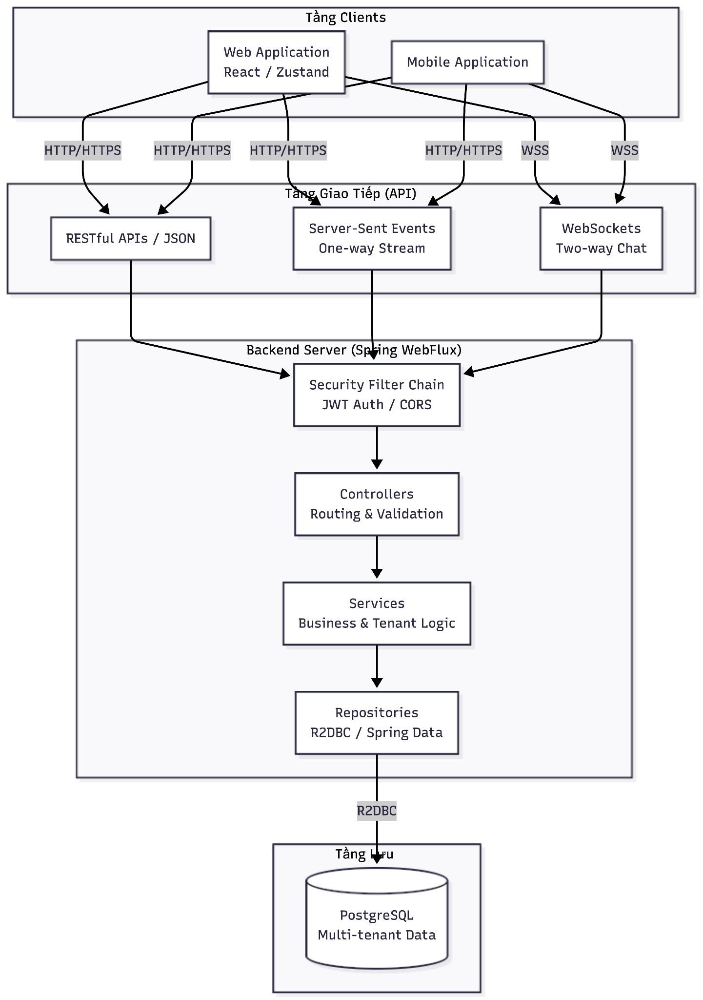 Tầng Clients
Web Application
React / Zustand
Mobile Application
HTTP/HTTPS
HTTP/HTTPS
HTTP/HTTPS
HTTP/HTTPS
WSS
WSS
Tầng Giao Tiếp (API)
RESTful APIs / JSON
Server-Sent Events
One-way Stream
WebSockets
Two-way Chat
Backend Server (Spring WebFlux)
Security Filter Chain
JWT Auth / CORS
Controllers
Routing & Validation
Services
Business & Tenant Logic
Repositories
R2DBC / Spring Data
R2DBC
Tầng Lưu
PostgreSQL
Multi-tenant Data